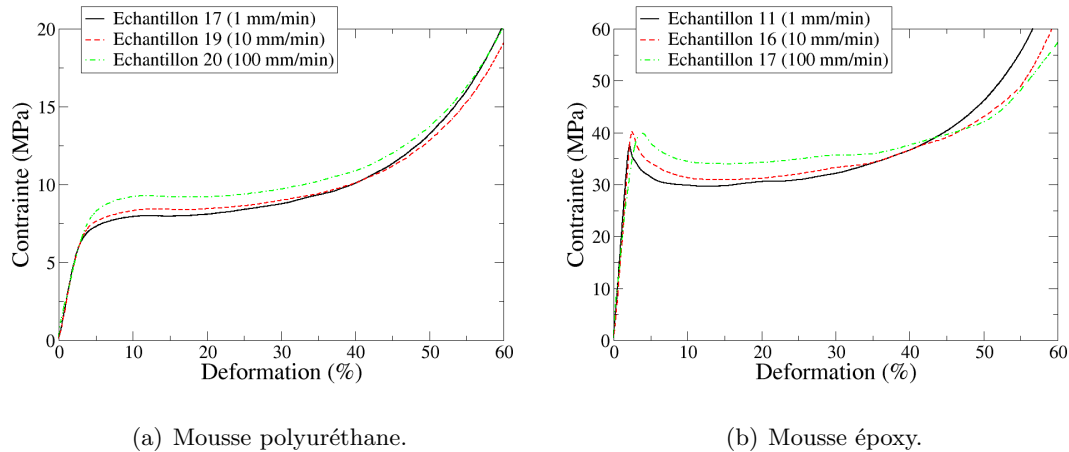 Echantillon 17 (1 mm/min)
Echantillon 19 (10 mm/min)
Echantillon 20 (100 mm/min)
20
15
10
5
0
Contrainte (MPa)
0 10 20 30 40 50 60
Deformation (%)
(a) Mousse polyuréthane.
Echantillon 11 (1 mm/min)
Echantillon 16 (10 mm/min)
Echantillon 17 (100 mm/min)
60
50
40
30
20
10
0
Contrainte (MPa)
0 10 20 30 40 50 60
Deformation (%)
(b) Mousse époxy.